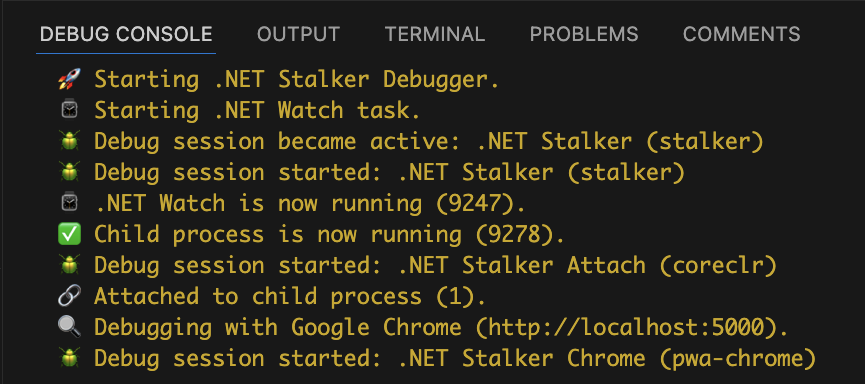 DEBUG CONSOLE OUTPUT TERMINAL PROBLEMS COMMENTS
🚀 Starting .NET Stalker Debugger.
⌚ Starting .NET Watch task.
🪲 Debug session became active: .NET Stalker (stalker)
🪲 Debug session started: .NET Stalker (stalker)
⌚ .NET Watch is now running (9247).
✅ Child process is now running (9278).
🪲 Debug session started: .NET Stalker Attach (coreclr)
🔗 Attached to child process (1).
🔍 Debugging with Google Chrome (http://localhost:5000).
🪲 Debug session started: .NET Stalker Chrome (pwa-chrome)